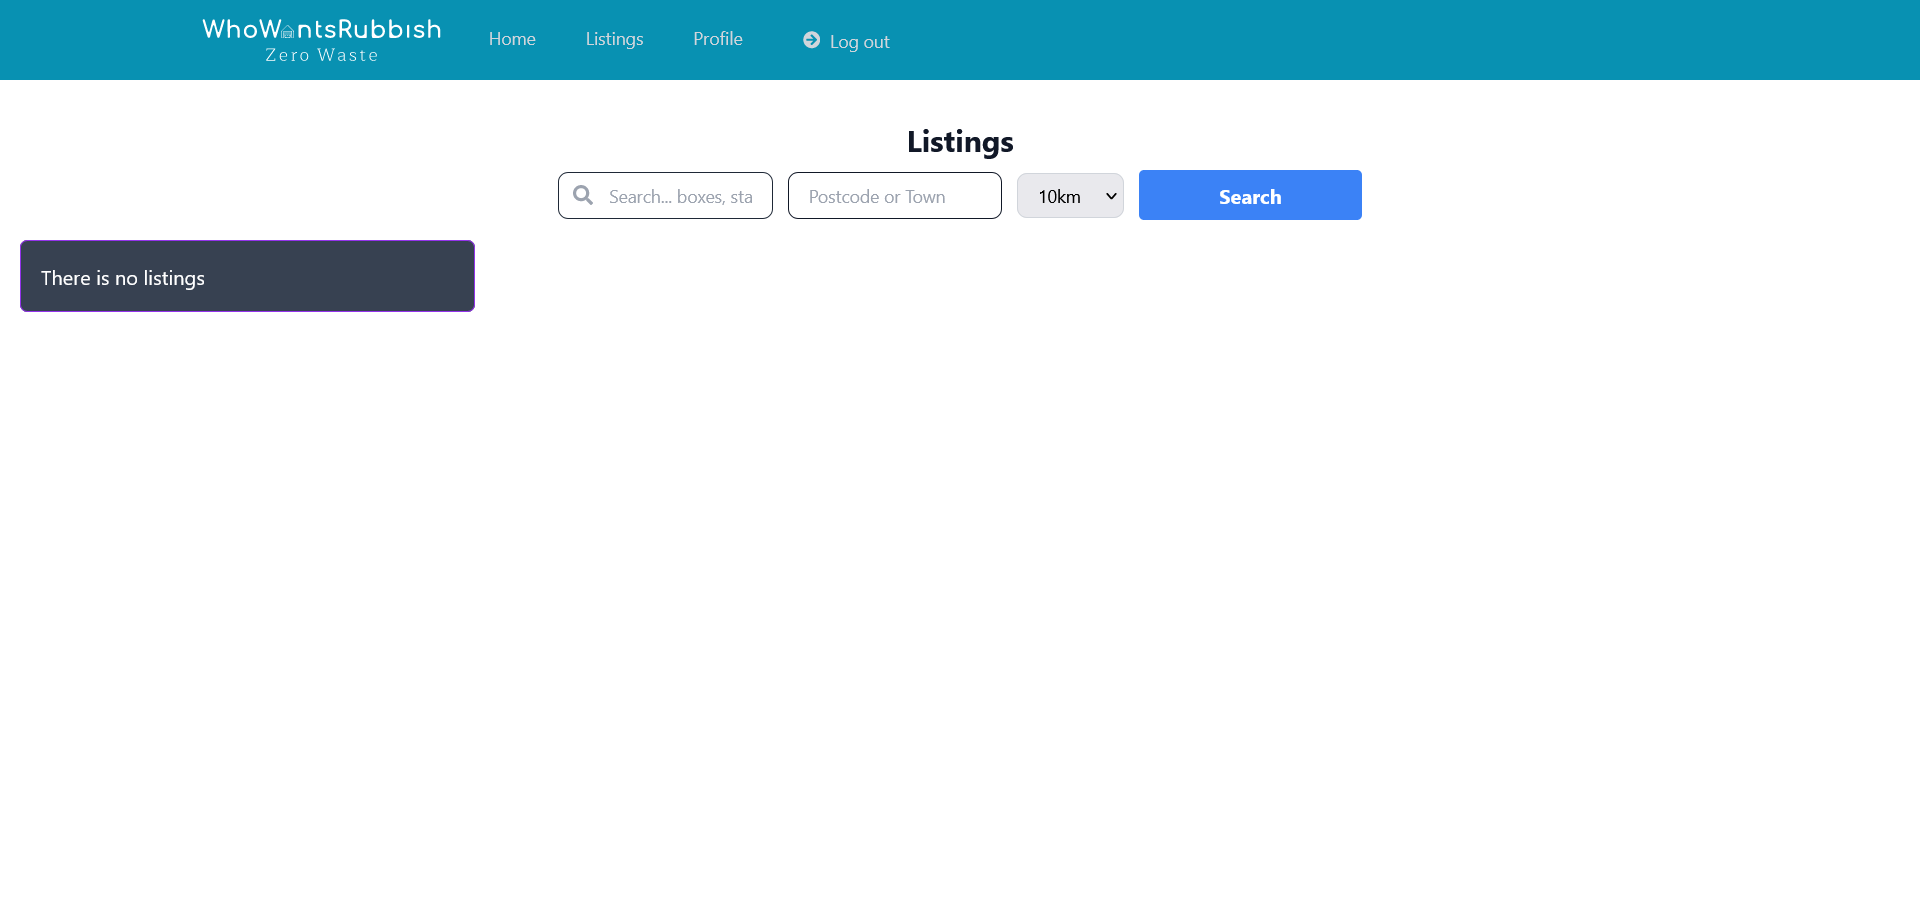 WhoWantsRubbish
Zero Waste
Home
Listings
Profile
Log out
Listings
Search... boxes, sta
Postcode or Town
10km
Search
There is no listings